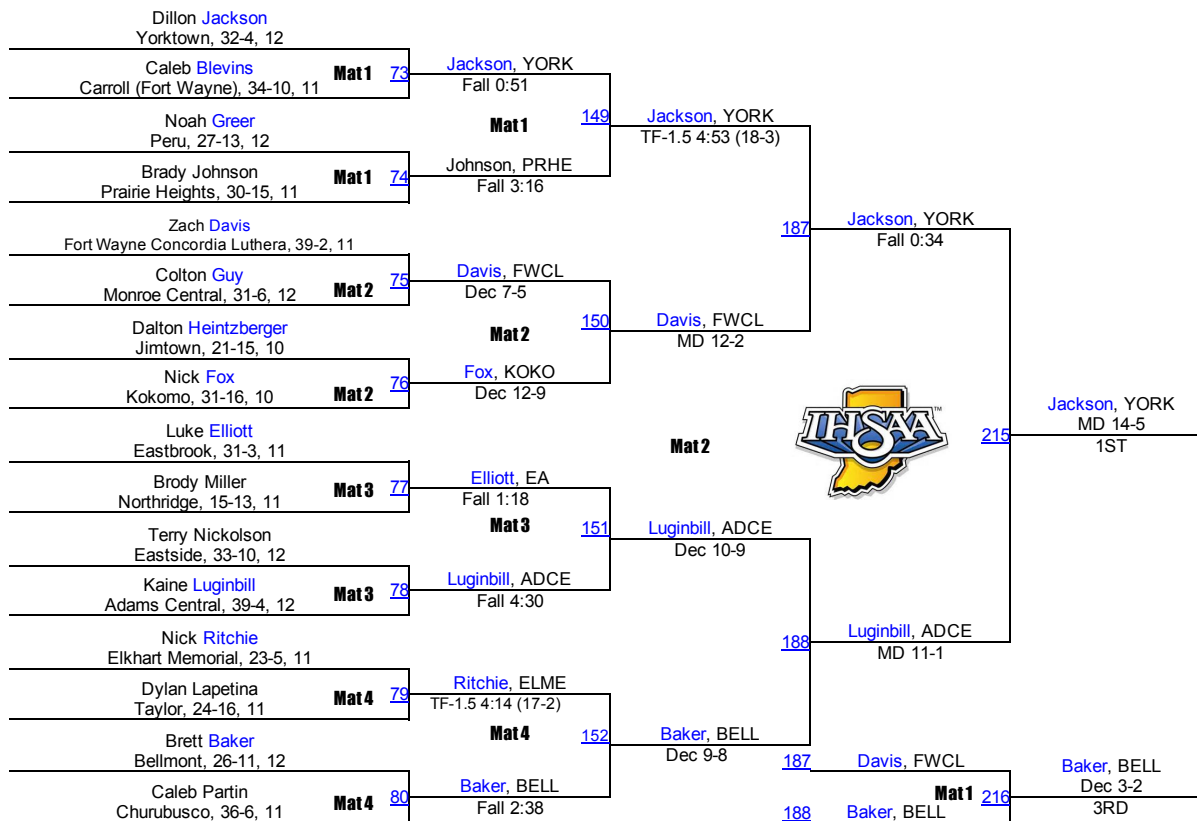 Dillon Jackson
Yorktown, 32-4, 12
Caleb Blevins
Carroll (Fort Wayne), 34-10, 11
Mat 1
73
Jackson, YORK
Fall 0:51
Noah Greer
Peru, 27-13, 12
Mat 1
149
Jackson, YORK
TF-1.5 4:53 (18-3)
Brady Johnson
Prairie Heights, 30-15, 11
Mat 1
74
Johnson, PRHE
Fall 3:16
Zach Davis
Fort Wayne Concordia Luthera, 39-2, 11
187
Jackson, YORK
Fall 0:34
Colton Guy
Monroe Central, 31-6, 12
Mat 2
75
Davis, FWCL
Dec 7-5
Dalton Heintzberger
Jimtown, 21-15, 10
Mat 2
150
Davis, FWCL
MD 12-2
Nick Fox
Kokomo, 31-16, 10
Mat 2
76
Fox, KOKO
Dec 12-9
IHSAA
TM
Luke Elliott
Eastbrook, 31-3, 11
Mat 2
215
Jackson, YORK
MD 14-5
1ST
Brody Miller
Northridge, 15-13, 11
Mat 3
77
Elliott, EA
Fall 1:18
Terry Nickolson
Eastside, 33-10, 12
Mat 3
151
Luginbill, ADCE
Dec 10-9
Kaine Luginbill
Adams Central, 39-4, 12
Mat 3
78
Luginbill, ADCE
Fall 4:30
Nick Ritchie
Elkhart Memorial, 23-5, 11
188
Luginbill, ADCE
MD 11-1
Dylan Lapetina
Taylor, 24-16, 11
Mat 4
79
Ritchie, ELME
TF-1.5 4:14 (17-2)
Brett Baker
Bellmont, 26-11, 12
Mat 4
152
Baker, BELL
Dec 9-8
Caleb Partin
Churubusco, 36-6, 11
Mat 4
80
Baker, BELL
Fall 2:38
187
Davis, FWCL
Mat 1
216
188
Baker, BELL
Baker, BELL
Dec 3-2
3RD